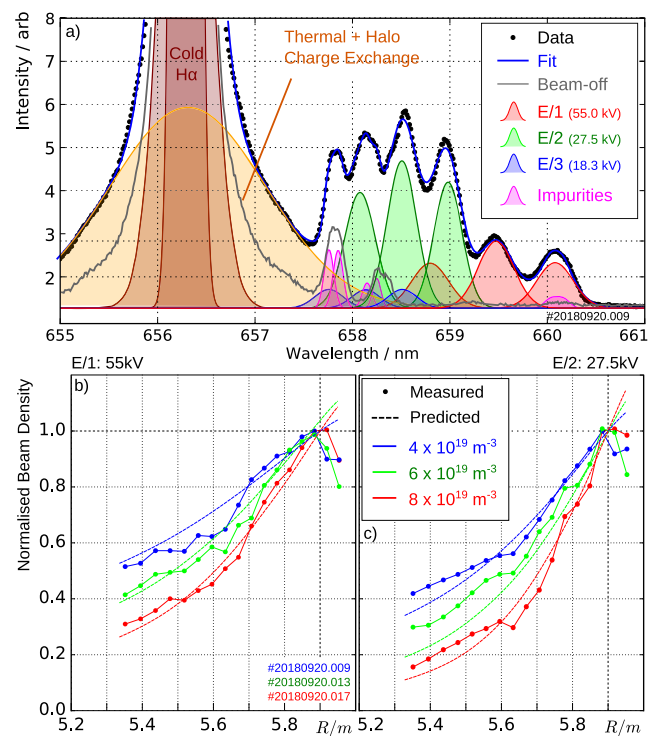 a)
Intensity / arb
8
7
6
5
4
3
2
Cold
Hα
Thermal + Halo
Charge Exchange
Data
Fit
Beam-off
E/1 (55.0 kV)
E/2 (27.5 kV)
E/3 (18.3 kV)
Impurities
#20180920.009
655 656 657 658 659 660 661
Wavelength / nm
E/1: 55kV
E/2: 27.5kV
b)
Normalised Beam Density
1.0
0.8
0.6
0.4
0.2
0.0
#20180920.009
#20180920.013
#20180920.017
5.2 5.4 5.6 5.8 R/m
Measured
Predicted
4 x 10¹⁹ m⁻³
6 x 10¹⁹ m⁻³
8 x 10¹⁹ m⁻³
c)
5.2 5.4 5.6 5.8 R/m